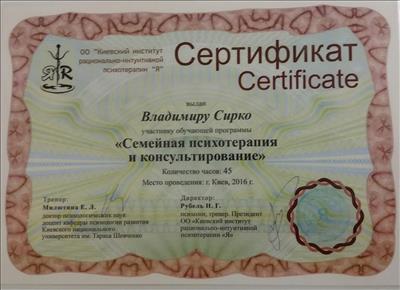 ОО "Киевский институт
рационально-интуитивной
психотерапии "Я"
Сертификат
Certificate
выдан
Владимиру Сирко
участнику обучающей программы
«Семейная психотерапия
и консультирование»
Количество часов: 45
Место проведения: г. Киев, 2016 г.
Тренер:
Милютина Е. Л.
доктор психологических наук
доцент кафедры психологии развития
Киевского национального
университета им. Тараса Шевченко
Директор:
Рубель Н. Г.
психолог, тренер. Президент
ОО «Киевский институт
рационально-интуитивной
психотерапии «Я»